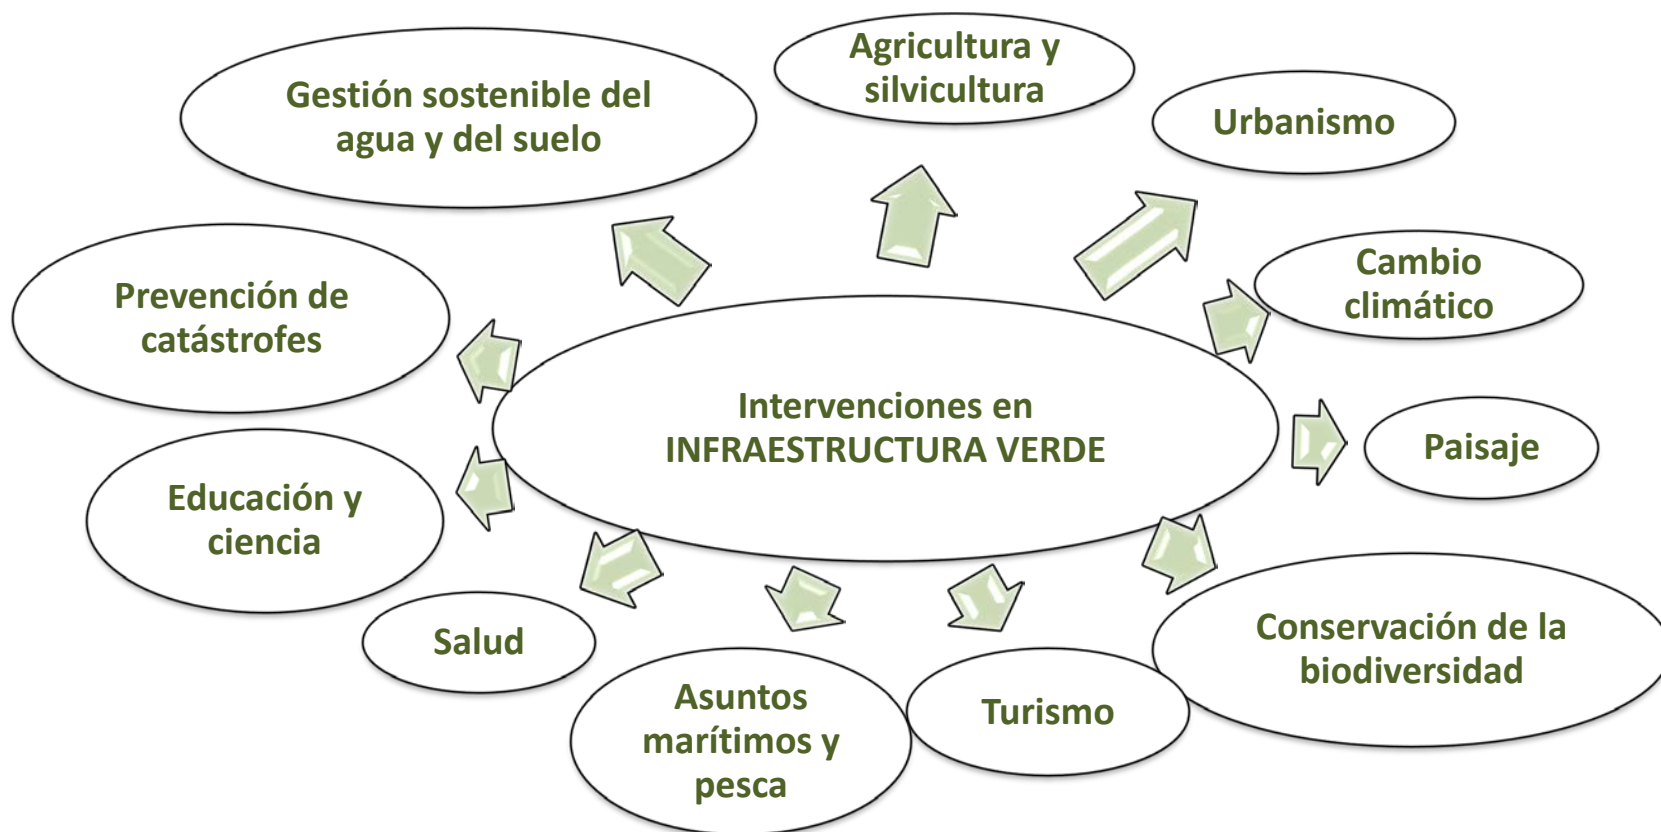 Agricultura y
silvicultura
Gestión sostenible del
agua y del suelo
Urbanismo
Cambio
climático
Prevención de
catástrofes
Intervenciones en
INFRAESTRUCTURA VERDE
Paisaje
Educación y
ciencia
Salud
Asuntos
marítimos y
pesca
Turismo
Conservación de la
biodiversidad